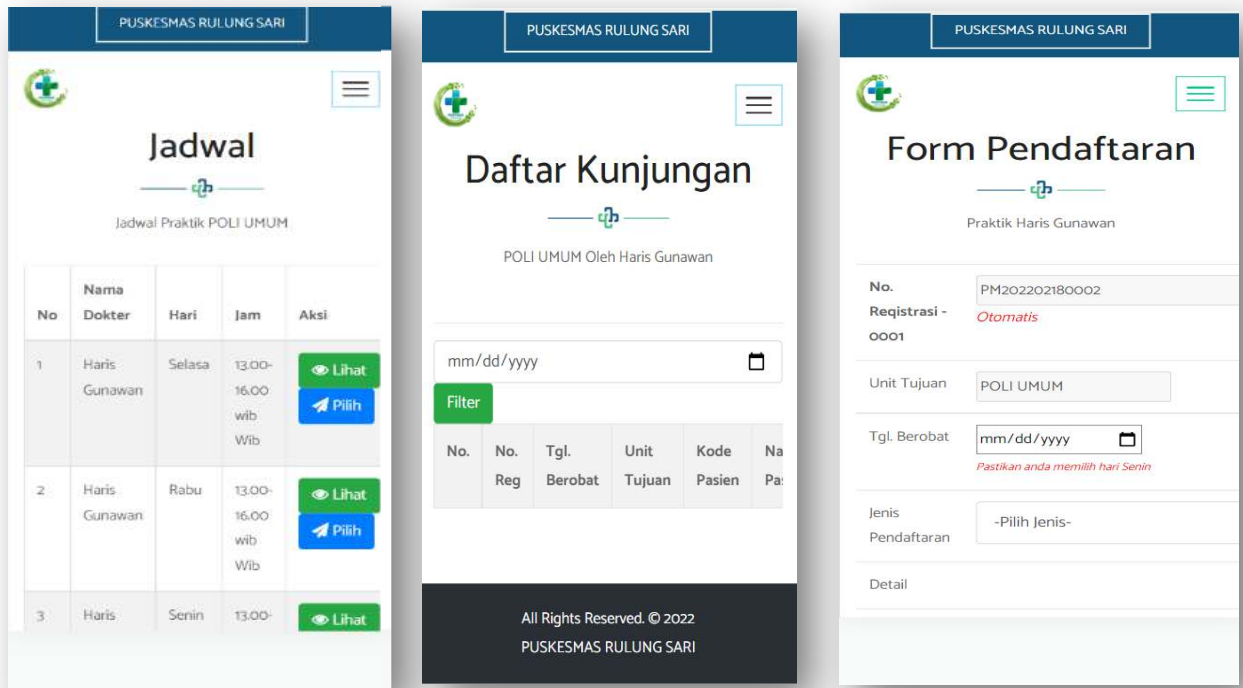 PUSKESMAS RULUNG SARI
Jadwal
Jadwal Praktik POLI UMUM
No
Nama
Dokter
Hari
Jam
Aksi
1
Haris
Gunawan
Selasa
13.00-
16.00
wib
Wib
Lihat
Pilih
2
Haris
Gunawan
Rabu
13.00-
16.00
wib
Wib
Lihat
Pilih
3
Haris
Senin
13.00-
Lihat
PUSKESMAS RULUNG SARI
Daftar Kunjungan
POLI UMUM Oleh Haris Gunawan
mm/dd/yyyy
Filter
No.
No.
Reg
Tgl.
Berobat
Unit
Tujuan
Kode
Pasien
Na
Pa
All Rights Reserved. © 2022
PUSKESMAS RULUNG SARI
PUSKESMAS RULUNG SARI
Form Pendaftaran
Praktik Haris Gunawan
No.
Reqistrasi -
0001
PM202202180002
Otomatis
Unit Tujuan
POLI UMUM
Tgl. Berobat
mm/dd/yyyy
Pastikan anda memilih hari Senin
Jenis
Pendaftaran
-Pilih Jenis-
Detail